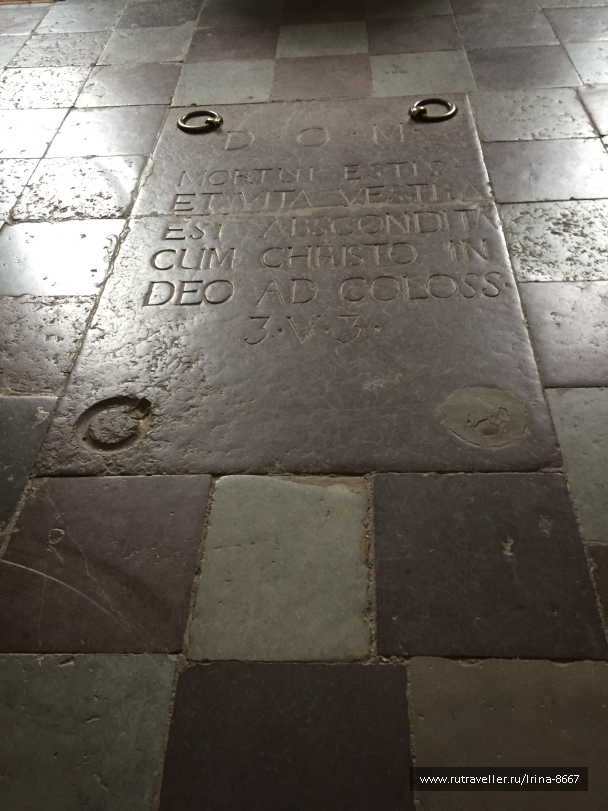 D O M
MORTUI ESTIS
ET VITA VESTRA
EST ABSCONDITA
CUM CHRISTO IN
DEO AD COLOSS·
3·V·3·
www.rutraveller.ru/Irina-8667